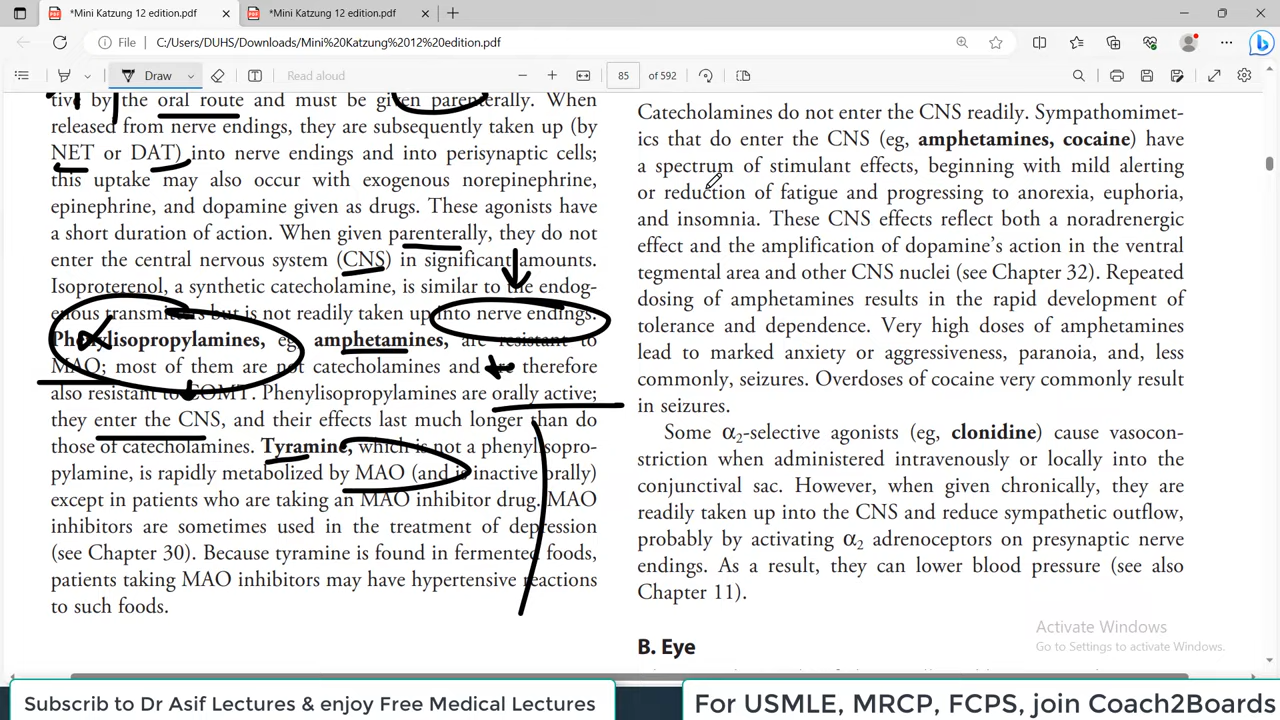 *Mini Katzung 12 edition.pdf
*Mini Katzung 12 edition.pdf
File C:/Users/DUHS/Downloads/Mini%20Katzung%2012%20edition.pdf
Draw
Read aloud
85 of 592
tive by the oral route and must be given parenterally. When
released from nerve endings, they are subsequently taken up (by
NET or DAT) into nerve endings and into perisynaptic cells;
this uptake may also occur with exogenous norepinephrine,
epinephrine, and dopamine given as drugs. These agonists have
a short duration of action. When given parenterally, they do not
enter the central nervous system (CNS) in significant amounts.
Isoproterenol, a synthetic catecholamine, is similar to the endog-
enous transmitters but is not readily taken up into nerve endings.
Phenylisopropylamines, eg, amphetamines, are resistant to
MAO; most of them are not catecholamines and are therefore
also resistant to COMT. Phenylisopropylamines are orally active;
they enter the CNS, and their effects last much longer than do
those of catecholamines. Tyramine, which is not a phenylisopro-
pylamine, is rapidly metabolized by MAO (and is inactive orally)
except in patients who are taking an MAO inhibitor drug. MAO
inhibitors are sometimes used in the treatment of depression
(see Chapter 30). Because tyramine is found in fermented foods,
patients taking MAO inhibitors may have hypertensive reactions
to such foods.
Catecholamines do not enter the CNS readily. Sympathomimet-
ics that do enter the CNS (eg, amphetamines, cocaine) have
a spectrum of stimulant effects, beginning with mild alerting
or reduction of fatigue and progressing to anorexia, euphoria,
and insomnia. These CNS effects reflect both a noradrenergic
effect and the amplification of dopamine's action in the ventral
tegmental area and other CNS nuclei (see Chapter 32). Repeated
dosing of amphetamines results in the rapid development of
tolerance and dependence. Very high doses of amphetamines
lead to marked anxiety or aggressiveness, paranoia, and, less
commonly, seizures. Overdoses of cocaine very commonly result
in seizures.
Some α2-selective agonists (eg, clonidine) cause vasocon-
striction when administered intravenously or locally into the
conjunctival sac. However, when given chronically, they are
readily taken up into the CNS and reduce sympathetic outflow,
probably by activating α2 adrenoceptors on presynaptic nerve
endings. As a result, they can lower blood pressure (see also
Chapter 11).
B. Eye
Activate Windows
Go to Settings to activate Windows.
Subscrib to Dr Asif Lectures & enjoy Free Medical Lectures
For USMLE, MRCP, FCPS, join Coach2Boards